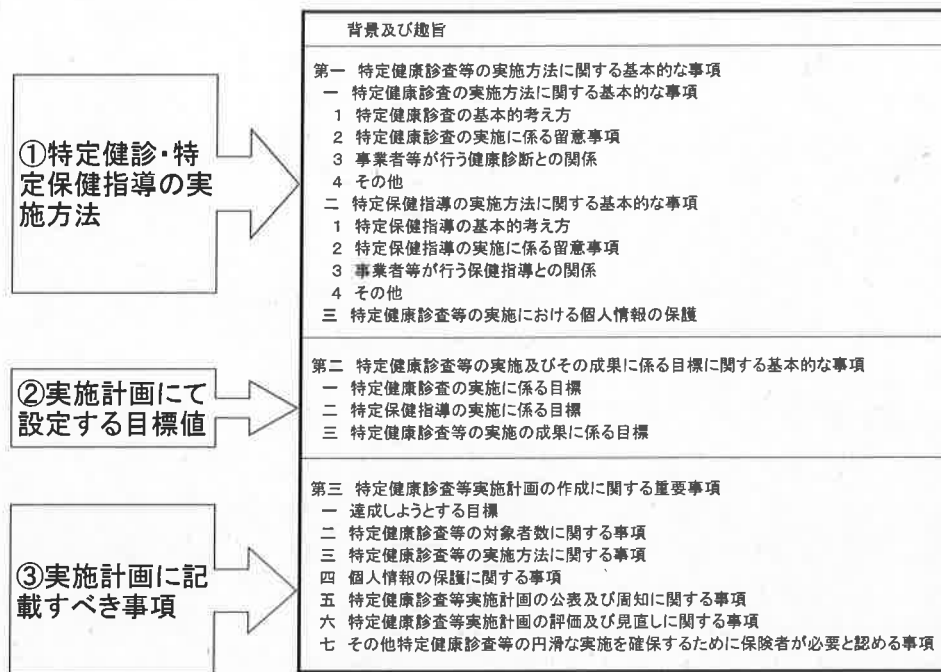 背景及び趣旨
①特定健診・特
定保健指導の実
施方法
第一 特定健康診査等の実施方法に関する基本的な事項
一 特定健康診査の実施方法に関する基本的な事項
1 特定健康診査の基本的考え方
2 特定健康診査の実施に係る留意事項
3 事業者等が行う健康診断との関係
4 その他
二 特定保健指導の実施方法に関する基本的な事項
1 特定保健指導の基本的考え方
2 特定保健指導の実施に係る留意事項
3 事業者等が行う保健指導との関係
4 その他
三 特定健康診査等の実施における個人情報の保護
②実施計画にて
設定する目標値
第二 特定健康診査等の実施及びその成果に係る目標に関する基本的な事項
一 特定健康診査の実施に係る目標
二 特定保健指導の実施に係る目標
三 特定健康診査等の実施の成果に係る目標
③実施計画に記
載すべき事項
第三 特定健康診査等実施計画の作成に関する重要事項
一 達成しようとする目標
二 特定健康診査等の対象者数に関する事項
三 特定健康診査等の実施方法に関する事項
四 個人情報の保護に関する事項
五 特定健康診査等実施計画の公表及び周知に関する事項
六 特定健康診査等実施計画の評価及び見直しに関する事項
七 その他特定健康診査等の円滑な実施を確保するために保険者が必要と認める事項